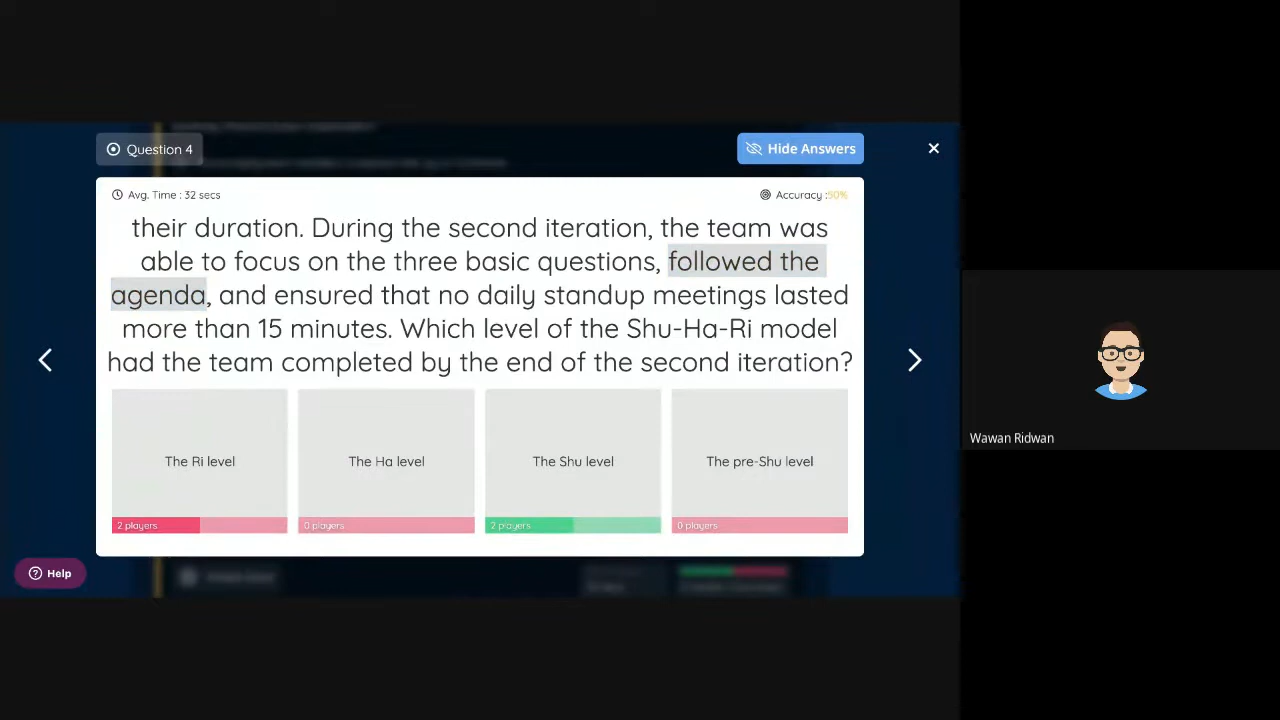 Question 4
Hide Answers
Avg. Time : 32 secs
Accuracy :50%
their duration. During the second iteration, the team was
able to focus on the three basic questions, followed the
agenda, and ensured that no daily standup meetings lasted
more than 15 minutes. Which level of the Shu-Ha-Ri model
had the team completed by the end of the second iteration?
The Ri level
The Ha level
The Shu level
The pre-Shu level
2 players
0 players
2 players
0 players
Help
Wawan Ridwan